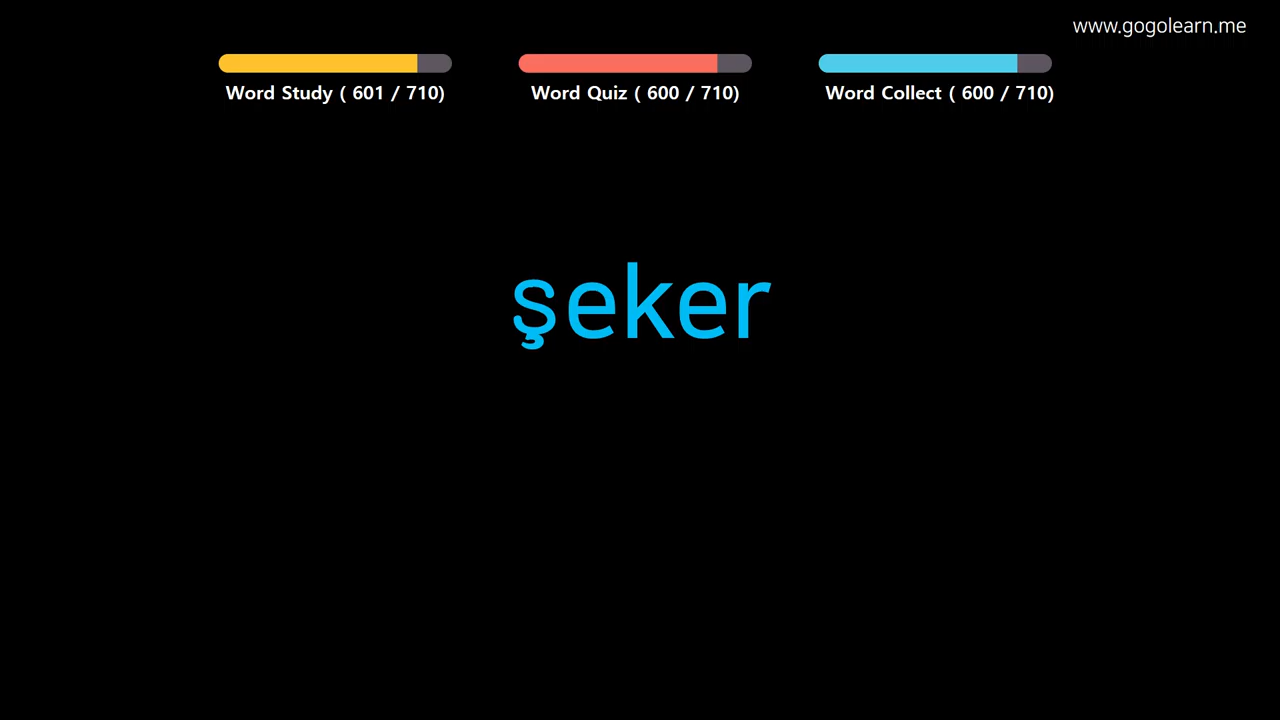 www.gogolearn.me
Word Study ( 601 / 710)
Word Quiz ( 600 / 710)
Word Collect ( 600 / 710)
şeker